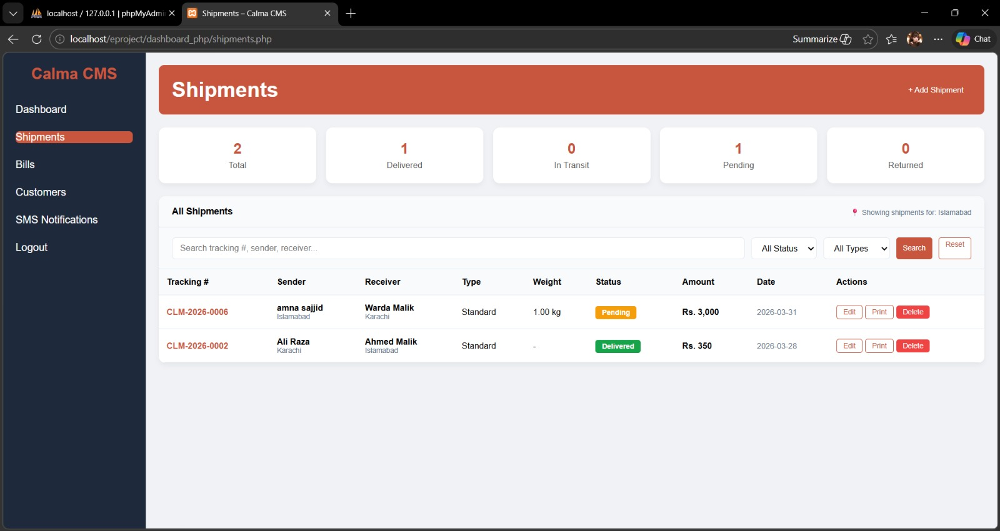 localhost / 127.0.0.1 | phpMyAdmi
Shipments – Calma CMS
localhost/eproject/dashboard_php/shipments.php
Summarize
Chat
Calma CMS
Dashboard
Shipments
Bills
Customers
SMS Notifications
Logout
Shipments
+ Add Shipment
2
Total
1
Delivered
0
In Transit
1
Pending
0
Returned
All Shipments
Showing shipments for: Islamabad
Search tracking #, sender, receiver...
All Status
All Types
Search
Reset
Tracking # Sender Receiver Type Weight Status Amount Date Actions
CLM-2026-0006 amna sajjid Warda Malik Standard 1.00 kg Pending Rs. 3,000 2026-03-31 Edit Print Delete
Islamabad Karachi
CLM-2026-0002 Ali Raza Ahmed Malik Standard - Delivered Rs. 350 2026-03-28 Edit Print Delete
Karachi Islamabad